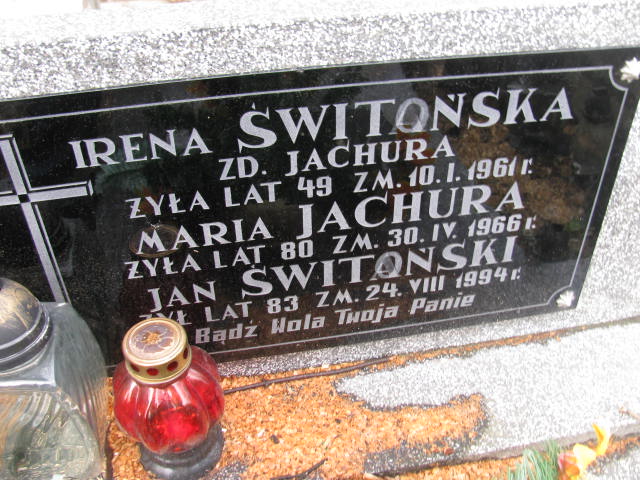 IRENA ŚWITOŃSKA
ZD. JACHURA
ŻYŁA LAT 49 ZM. 10. I. 1961 r.
MARIA JACHURA
ŻYŁA LAT 80 ZM. 30. IV. 1966 r.
JAN ŚWITOŃSKI
ŻYŁ LAT 83 ZM. 24. VIII 1994 r.
Bądź Wola Twoja Panie